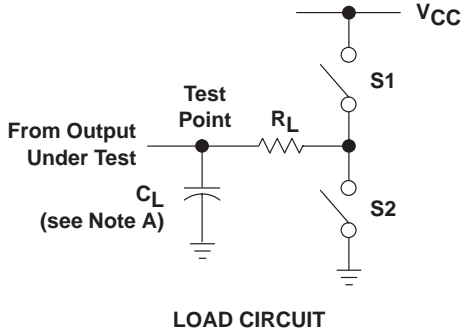 VCC
S1
Test
Point
RL
From Output
Under Test
CL
(see Note A)
S2
LOAD CIRCUIT